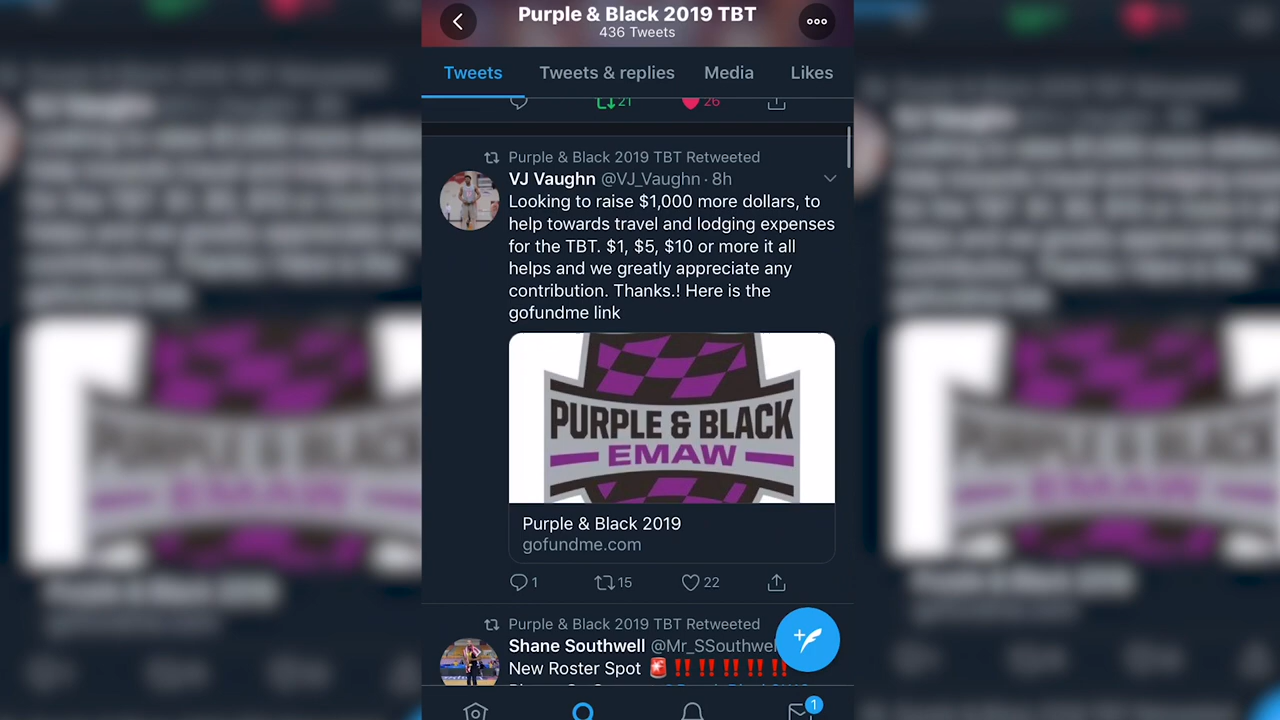 Purple & Black 2019 TBT
436 Tweets
Tweets Tweets & replies Media Likes
21 26
Purple & Black 2019 TBT Retweeted
VJ Vaughn @VJ_Vaughn · 8h
Looking to raise $1,000 more dollars, to
help towards travel and lodging expenses
for the TBT. $1, $5, $10 or more it all
helps and we greatly appreciate any
contribution. Thanks.! Here is the
gofundme link
PURPLE & BLACK
EMAW
Purple & Black 2019
gofundme.com
1 15 22
Purple & Black 2019 TBT Retweeted
Shane Southwell @Mr_SSouthwel
New Roster Spot 🚨‼️‼️‼️‼️‼️‼️
1